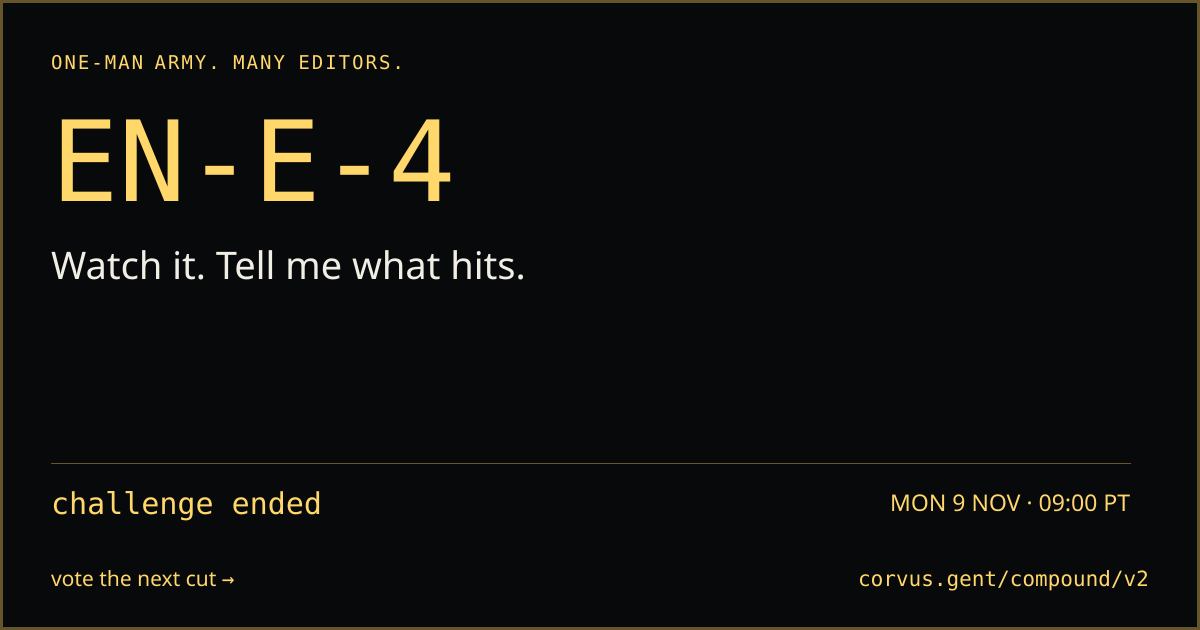 ONE-MAN ARMY. MANY EDITORS.
EN-E-4
Watch it. Tell me what hits.
challenge ended
MON 9 NOV · 09:00 PT
vote the next cut →
corvus.gent/compound/v2